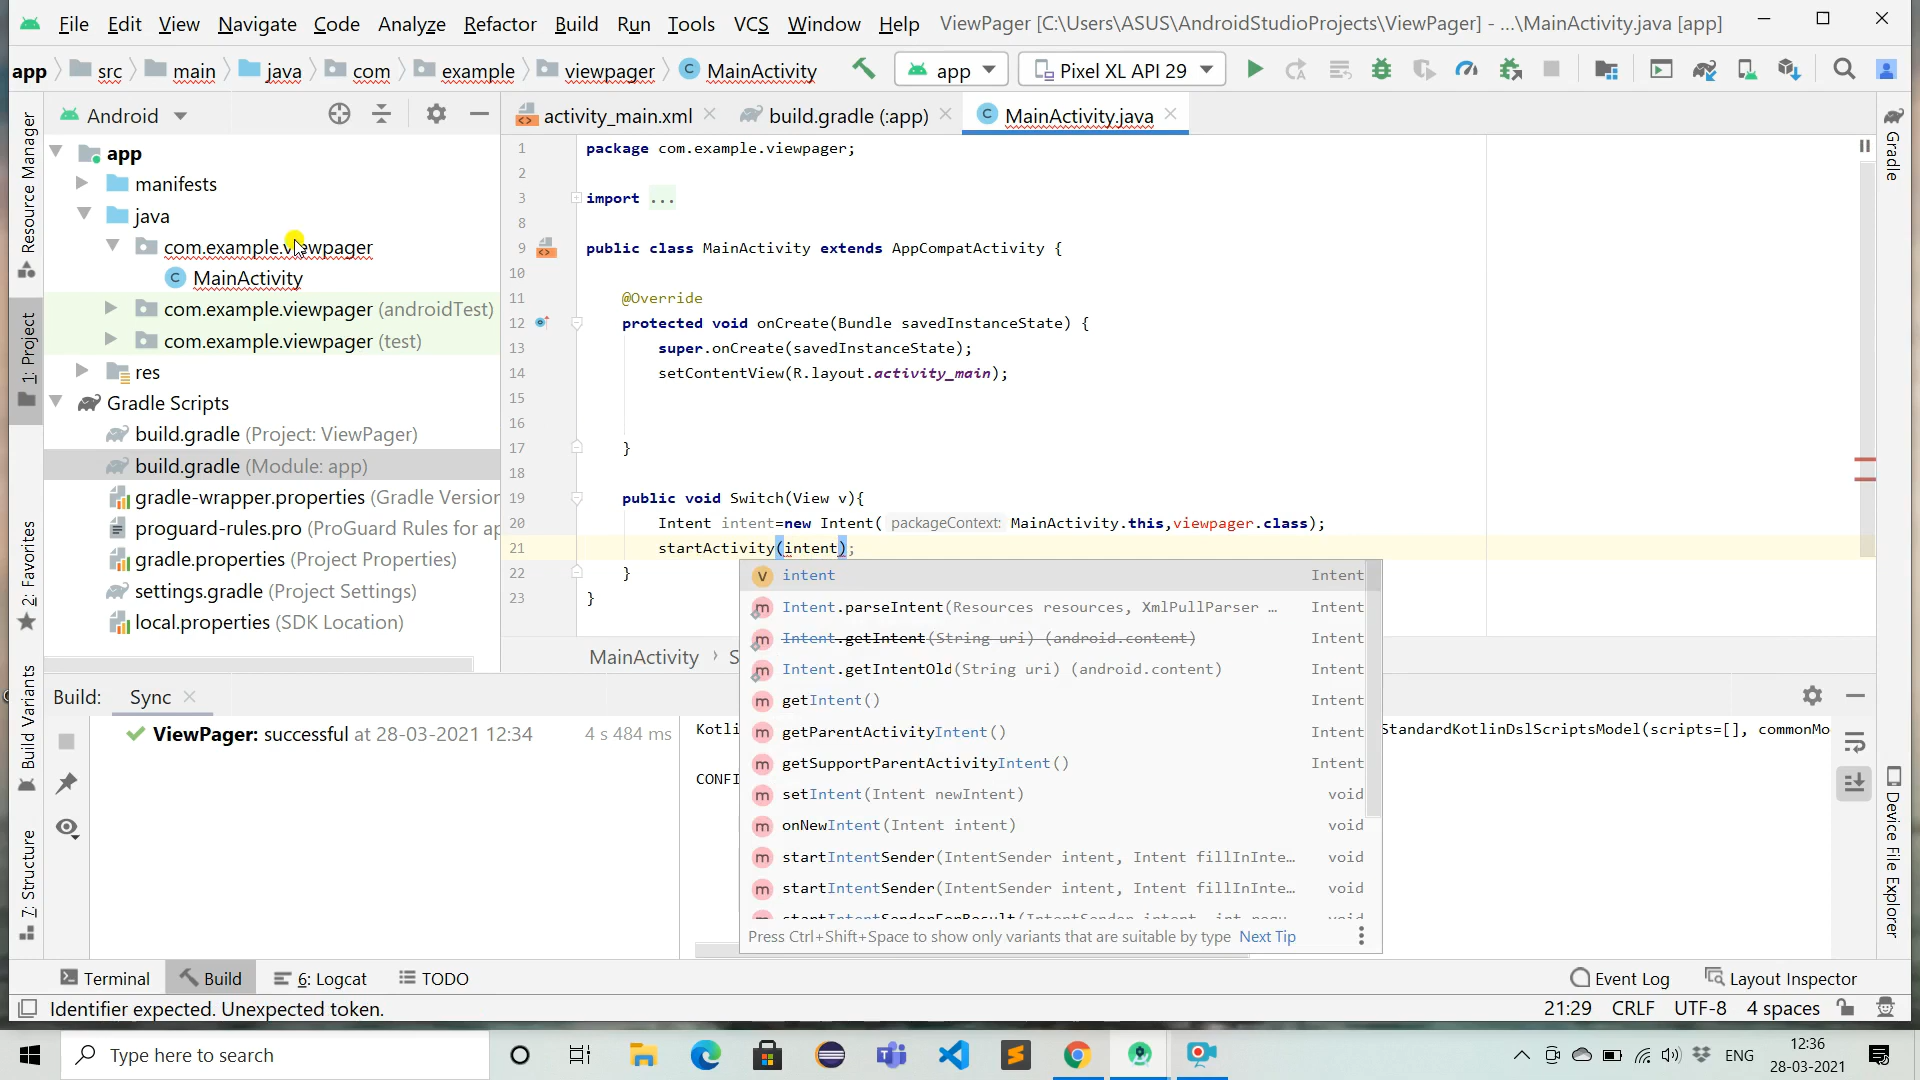 File Edit View Navigate Code Analyze Refactor Build Run Tools VCS Window Help ViewPager [C:\Users\ASUS\AndroidStudioProjects\ViewPager] - ...\MainActivity.java [app]
app src main java com example viewpager MainActivity app Pixel XL API 29
Android
activity_main.xml build.gradle (:app) MainActivity.java
Resource Manager
1: Project
2: Favorites
Build Variants
7: Structure
Gradle
Device File Explorer
app
manifests
java
com.example.viewpager
MainActivity
com.example.viewpager (androidTest)
com.example.viewpager (test)
res
Gradle Scripts
build.gradle (Project: ViewPager)
build.gradle (Module: app)
gradle-wrapper.properties (Gradle Version
proguard-rules.pro (ProGuard Rules for ap
gradle.properties (Project Properties)
settings.gradle (Project Settings)
local.properties (SDK Location)
1 package com.example.viewpager;
2
3 import ...
8
9 public class MainActivity extends AppCompatActivity {
10
11 @Override
12 protected void onCreate(Bundle savedInstanceState) {
13 super.onCreate(savedInstanceState);
14 setContentView(R.layout.activity_main);
15
16
17 }
18
19 public void Switch(View v){
20 Intent intent=new Intent( packageContext: MainActivity.this,viewpager.class);
21 startActivity(intent);
22 }
23 }
MainActivity › S
intent Intent
Intent.parseIntent(Resources resources, XmlPullParser … Intent
Intent.getIntent(String uri) (android.content) Intent
Intent.getIntentOld(String uri) (android.content) Intent
getIntent() Intent
getParentActivityIntent() Intent
getSupportParentActivityIntent() Intent
setIntent(Intent newIntent) void
onNewIntent(Intent intent) void
startIntentSender(IntentSender intent, Intent fillInInte… void
startIntentSender(IntentSender intent, Intent fillInInte… void
Press Ctrl+Shift+Space to show only variants that are suitable by type Next Tip
Build: Sync
ViewPager: successful at 28-03-2021 12:34 4 s 484 ms
Kotli
StandardKotlinDslScriptsModel(scripts=[], commonMo
CONFI
Terminal Build 6: Logcat TODO Event Log Layout Inspector
Identifier expected. Unexpected token. 21:29 CRLF UTF-8 4 spaces
Type here to search
ENG
12:36
28-03-2021